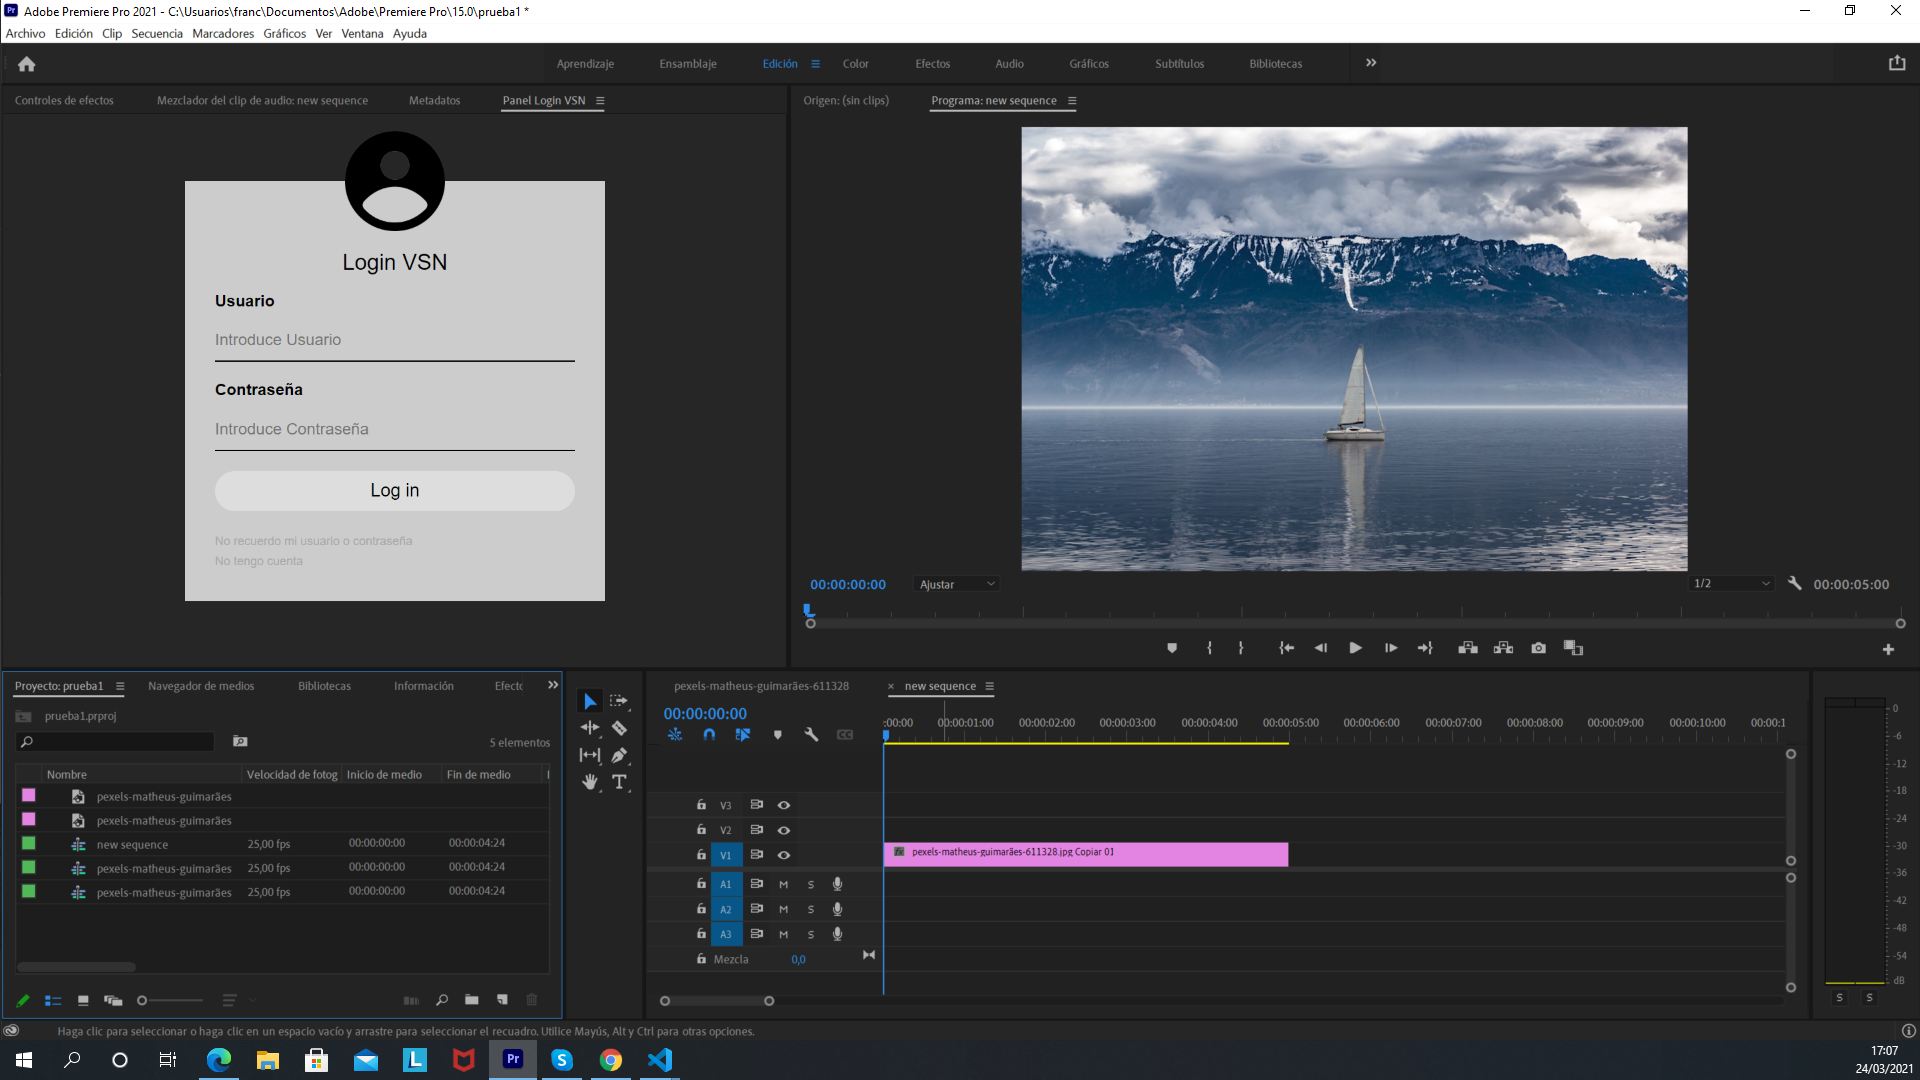 Adobe Premiere Pro 2021 - C:\Usuarios\franc\Documentos\Adobe\Premiere Pro\15.0\prueba1 *
Archivo Edición Clip Secuencia Marcadores Gráficos Ver Ventana Ayuda
Aprendizaje Ensamblaje Edición Color Efectos Audio Gráficos Subtítulos Bibliotecas
Controles de efectos Mezclador del clip de audio: new sequence Metadatos Panel Login VSN
Origen: (sin clips) Programa: new sequence
Login VSN
Usuario
Introduce Usuario
Contraseña
Introduce Contraseña
Log in
No recuerdo mi usuario o contraseña
No tengo cuenta
00:00:00:00 Ajustar 1/2 00:00:05:00
Proyecto: prueba1 Navegador de medios Bibliotecas Información Efectc
prueba1.prproj
5 elementos
Nombre Velocidad de fotog Inicio de medio Fin de medio
pexels-matheus-guimarães
pexels-matheus-guimarães
new sequence 25,00 fps 00:00:00:00 00:00:04:24
pexels-matheus-guimarães 25,00 fps 00:00:00:00 00:00:04:24
pexels-matheus-guimarães 25,00 fps 00:00:00:00 00:00:04:24
pexels-matheus-guimarães-611328 × new sequence
00:00:00:00
:00:00 00:00:01:00 00:00:02:00 00:00:03:00 00:00:04:00 00:00:05:00 00:00:06:00 00:00:07:00 00:00:08:00 00:00:09:00 00:00:10:00 00:00:1
V3
V2
V1 fx pexels-matheus-guimarães-611328.jpg Copiar 01
A1 M S
A2 M S
A3 M S
Mezcla 0,0
0
-6
-12
-18
-24
-30
-36
-42
-48
-54
dB
S S
Haga clic para seleccionar o haga clic en un espacio vacío y arrastre para seleccionar el recuadro. Utilice Mayús, Alt y Ctrl para otras opciones.
17:07
24/03/2021